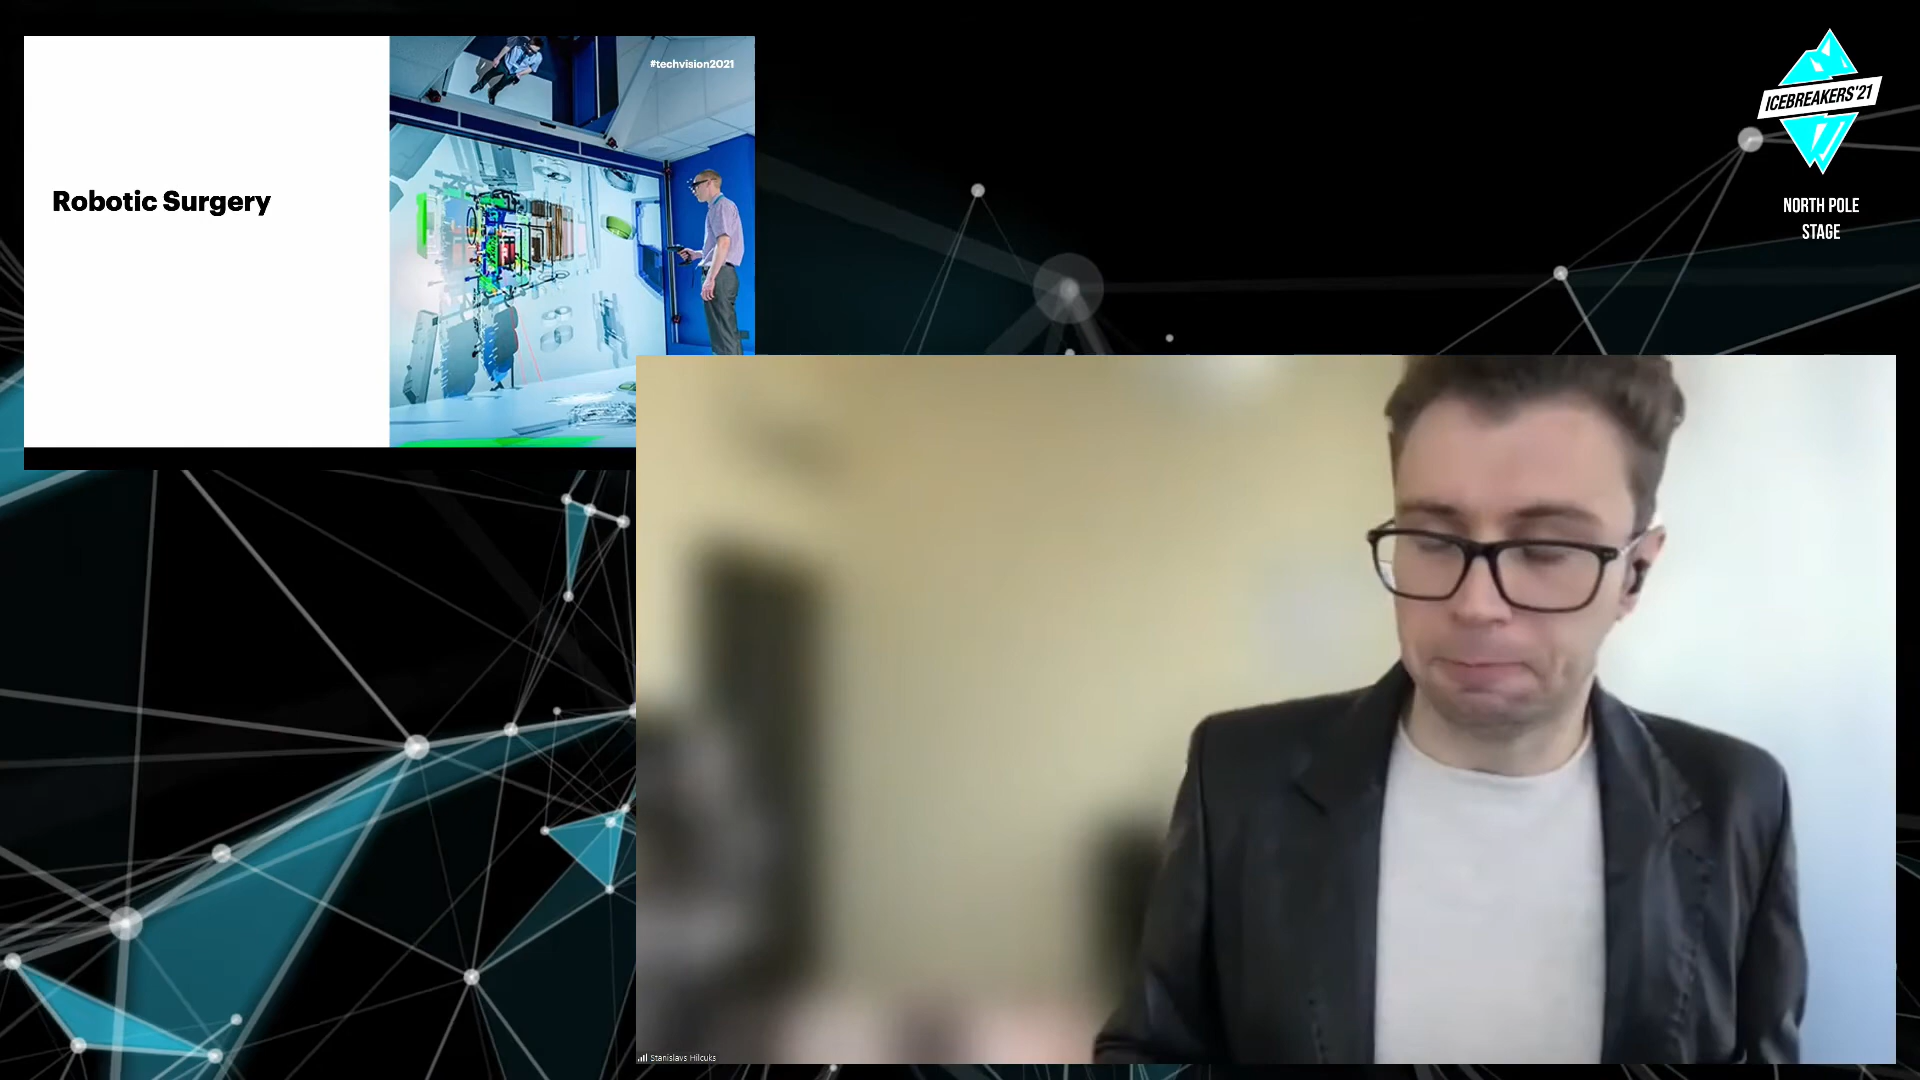 #techvision2021
Robotic Surgery
ICEBREAKERS'21
NORTH POLE
STAGE
Stanislavs Hilcuks